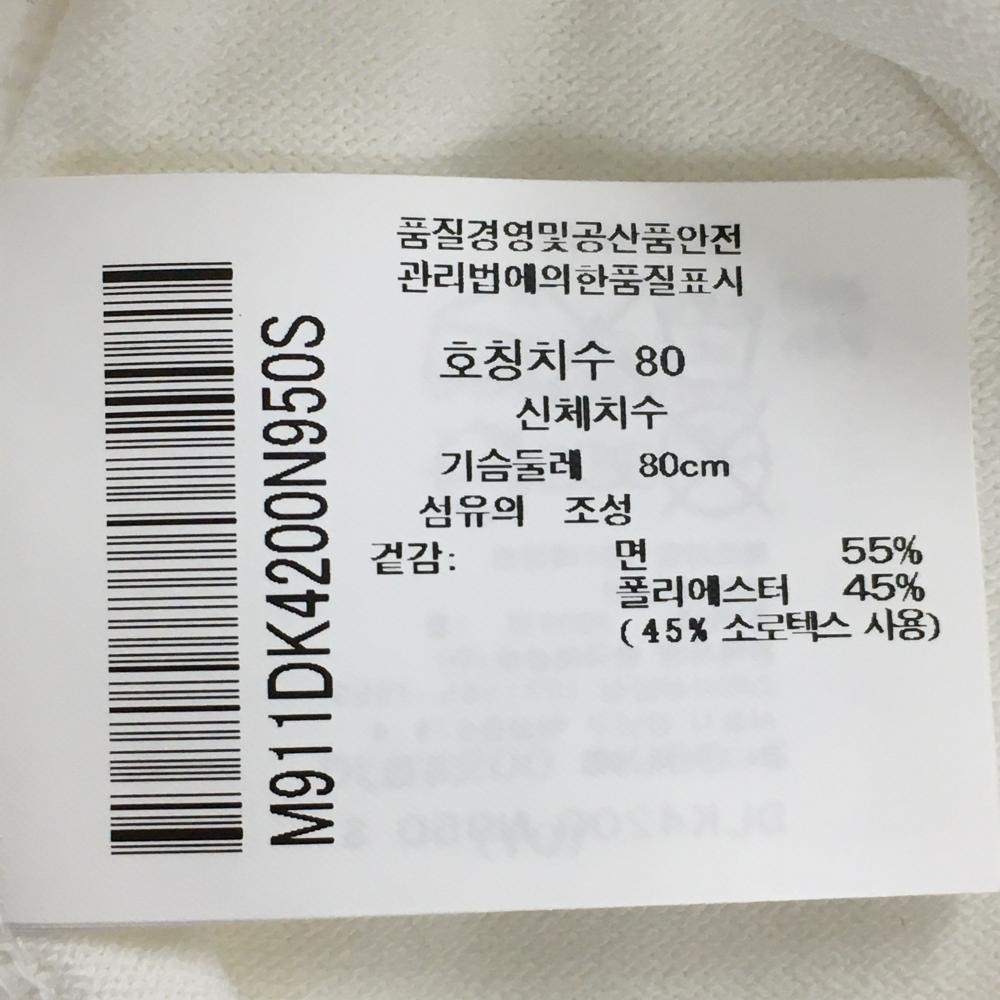 품질경영및공산품안전
관리법에의한품질표시
호칭치수 80
신체치수
기슴둘레 80cm
섬유의 조성
겉감: 면 55%
폴리에스터 45%
(45% 소로텍스 사용)
M911DK4200N950S